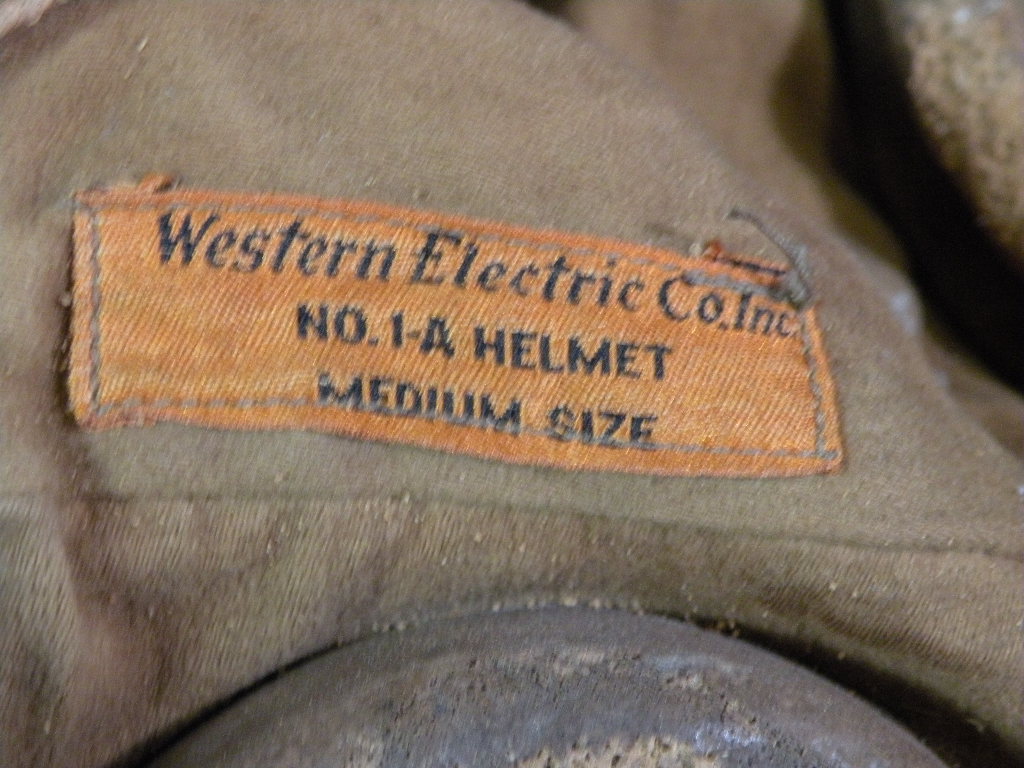 Western Electric Co.Inc.
NO.1-A HELMET
MEDIUM SIZE